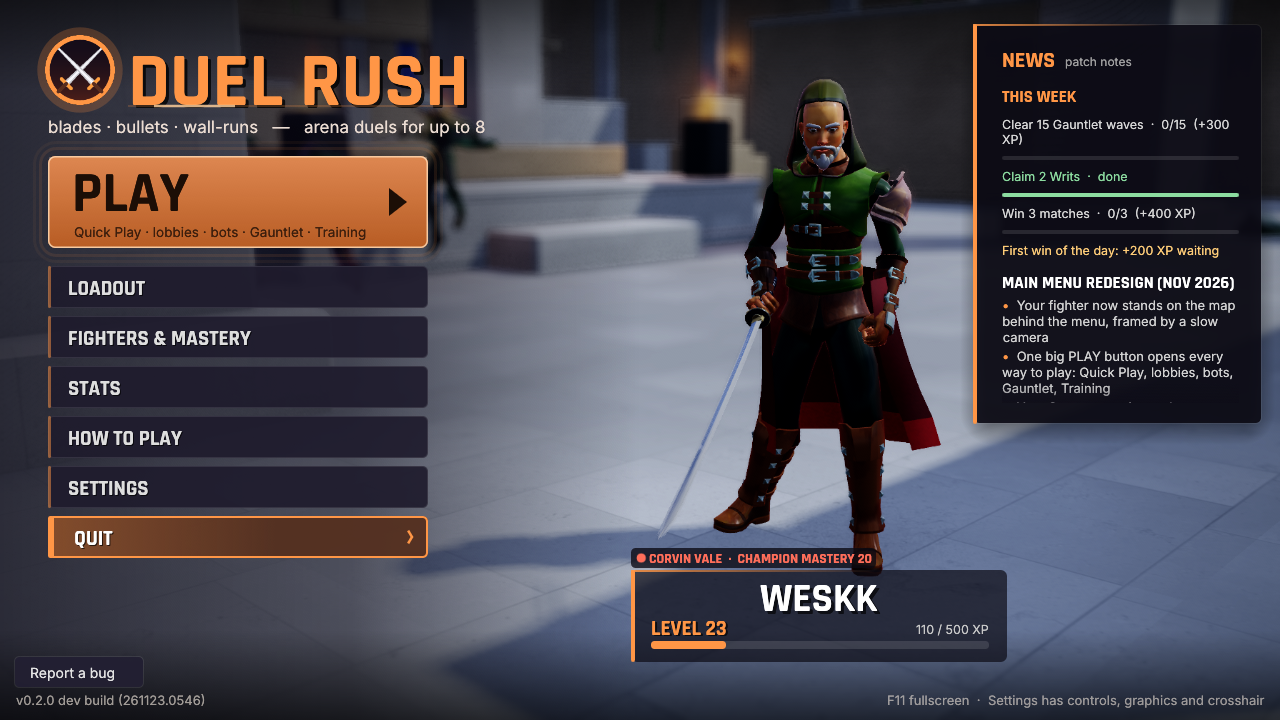 DUEL RUSH
blades · bullets · wall-runs — arena duels for up to 8
PLAY
Quick Play · lobbies · bots · Gauntlet · Training
LOADOUT
FIGHTERS & MASTERY
STATS
HOW TO PLAY
SETTINGS
QUIT
Report a bug
v0.2.0 dev build (261123.0546)
CORVIN VALE · CHAMPION MASTERY 20
WESKK
LEVEL 23
110 / 500 XP
NEWS patch notes
THIS WEEK
Clear 15 Gauntlet waves · 0/15 (+300
XP)
Claim 2 Writs · done
Win 3 matches · 0/3 (+400 XP)
First win of the day: +200 XP waiting
MAIN MENU REDESIGN (NOV 2026)
• Your fighter now stands on the map
behind the menu, framed by a slow
camera
• One big PLAY button opens every
way to play: Quick Play, lobbies, bots,
Gauntlet, Training
F11 fullscreen · Settings has controls, graphics and crosshair